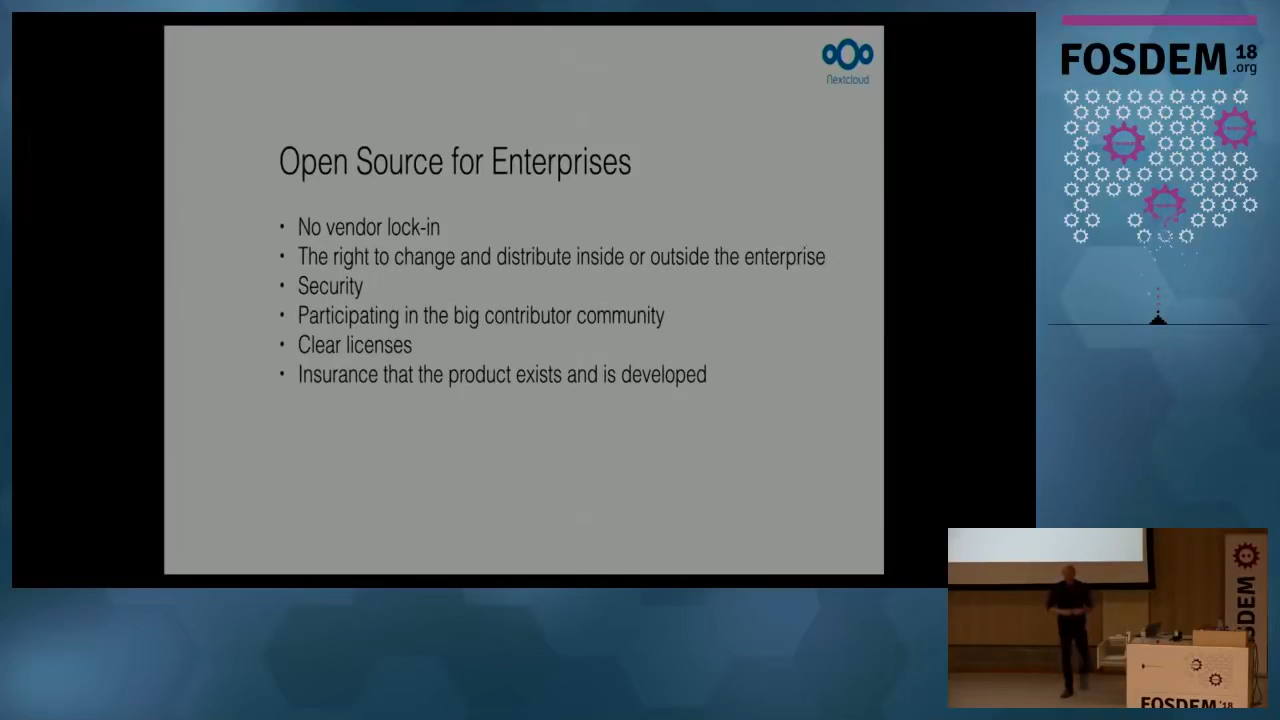 Nextcloud
Open Source for Enterprises
• No vendor lock-in
• The right to change and distribute inside or outside the enterprise
• Security
• Participating in the big contributor community
• Clear licenses
• Insurance that the product exists and is developed
FOSDEM 18
.org
SDEM
FOSDEM '18